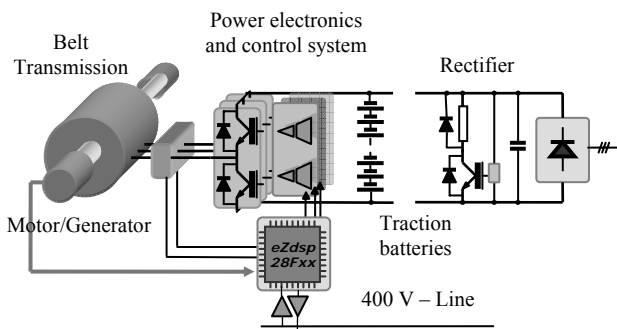 Power electronics
and control system
Belt
Transmission
Rectifier
Motor/Generator
Traction
batteries
eZdsp
28Fxx
400 V – Line